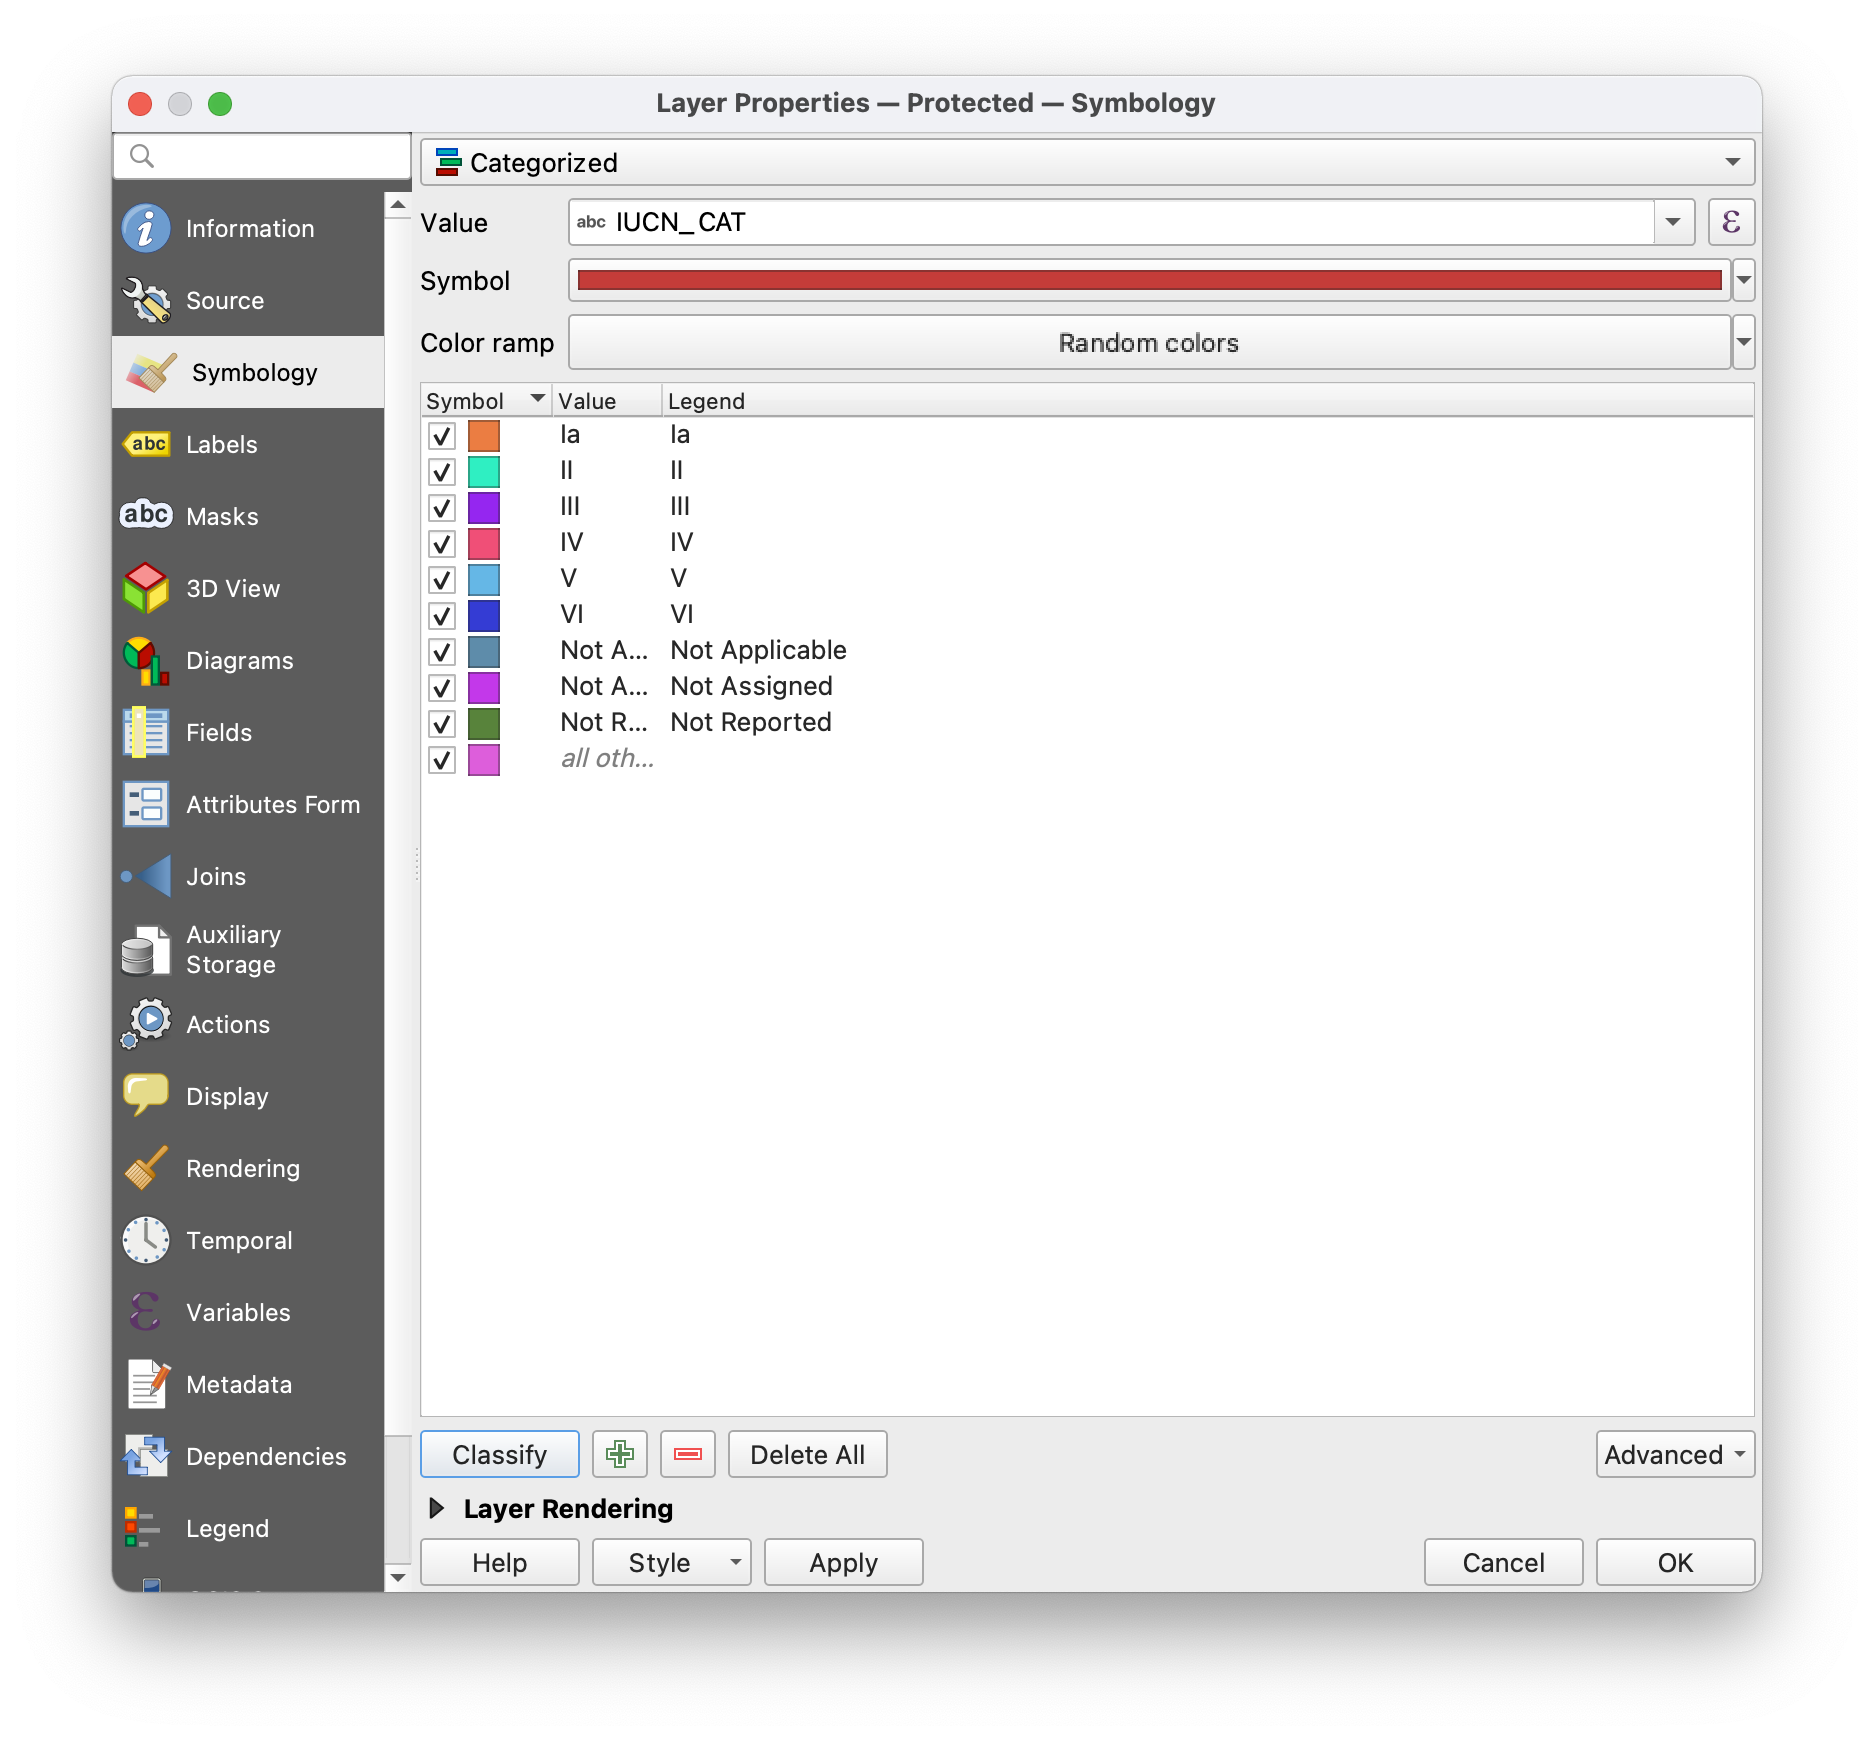 Layer Properties — Protected — Symbology
Information
Source
Symbology
abc Labels
abc Masks
3D View
Diagrams
Fields
Attributes Form
Joins
Auxiliary
Storage
Actions
Display
Rendering
Temporal
Variables
Metadata
Dependencies
Legend
Categorized
Value abc IUCN_CAT ε
Symbol
Color ramp Random colors
Symbol Value Legend
Ia Ia
II II
III III
IV IV
V V
VI VI
Not A... Not Applicable
Not A... Not Assigned
Not R... Not Reported
all oth...
Classify Delete All Advanced
Layer Rendering
Help Style Apply Cancel OK